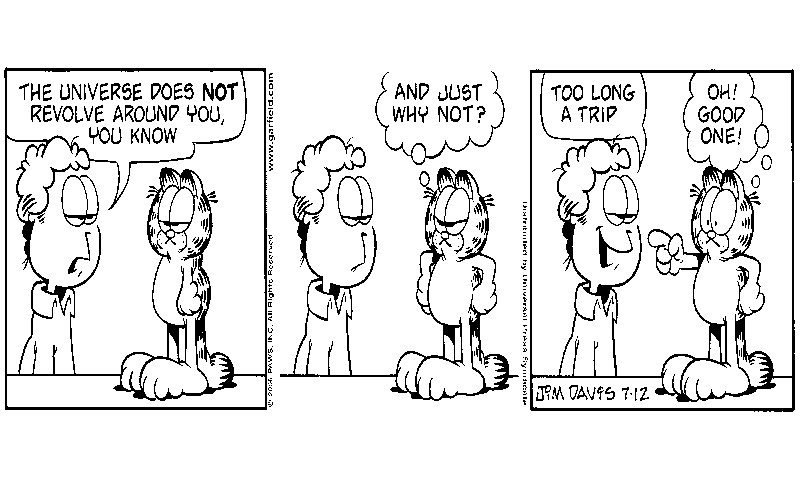 THE UNIVERSE DOES NOT
REVOLVE AROUND YOU,
YOU KNOW
www.garfield.com
AND JUST
WHY NOT?
TOO LONG
A TRIP
OH!
GOOD
ONE!
PAWS, INC. All Rights Reserved
Distributed by Universal Press Syndicate
JIM DAVIS 7·12